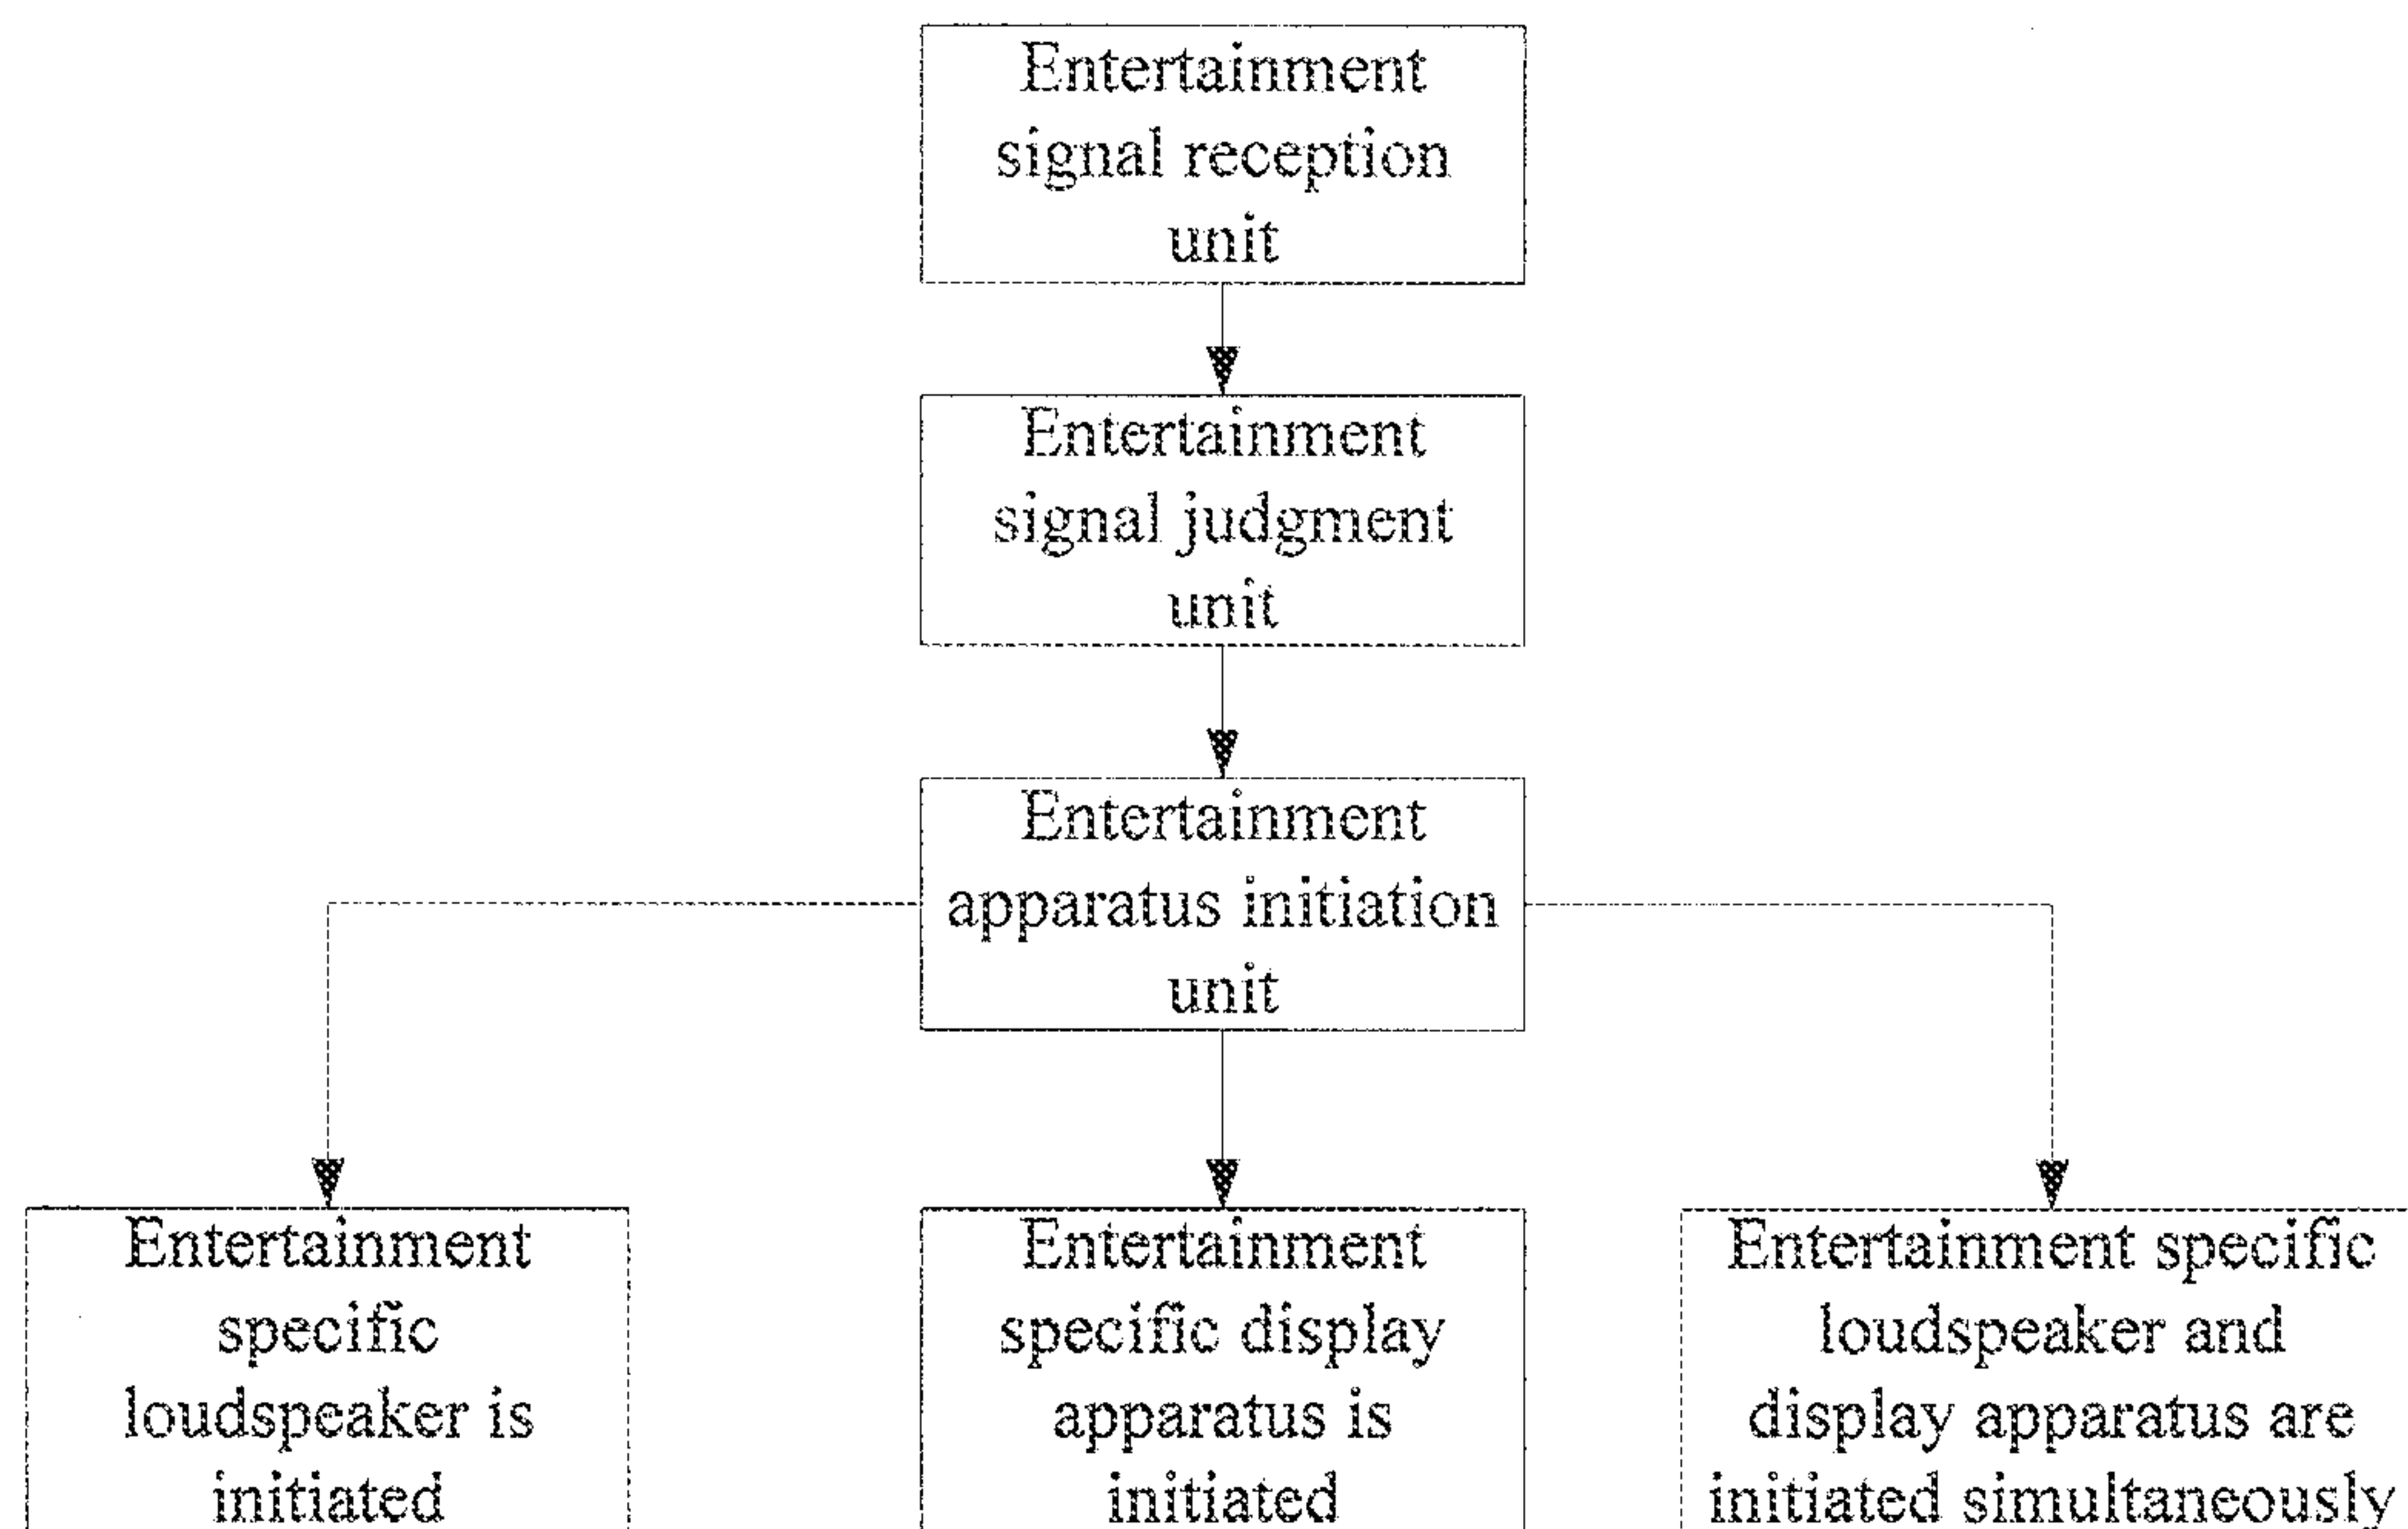 Entertainment
signal reception
unit
Entertainment
signal judgment
unit
Entertainment
apparatus initiation
unit
Entertainment
specific
loudspeaker is
initiated
Entertainment
specific display
apparatus is
initiated
Entertainment specific
loudspeaker and
display apparatus are
initiated simultaneously